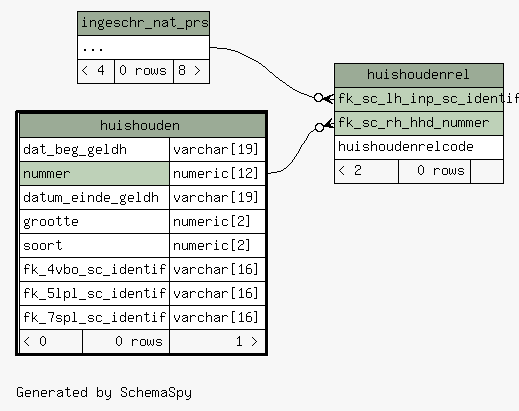 ingeschr_nat_prs
...
< 4 0 rows 8 >
huishoudenrel
fk_sc_lh_inp_sc_identif
fk_sc_rh_hhd_nummer
huishoudenrelcode
< 2 0 rows
huishouden
dat_beg_geldh varchar[19]
nummer numeric[12]
datum_einde_geldh varchar[19]
grootte numeric[2]
soort numeric[2]
fk_4vbo_sc_identif varchar[16]
fk_5lpl_sc_identif varchar[16]
fk_7spl_sc_identif varchar[16]
< 0 0 rows 1 >
Generated by SchemaSpy